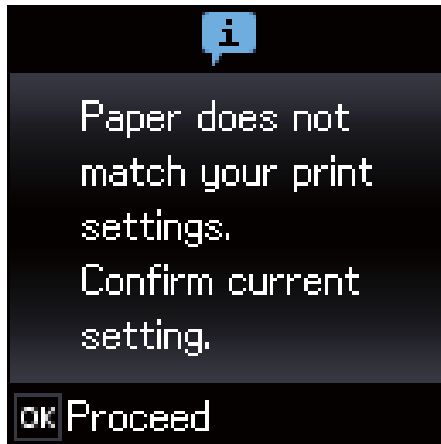 i
Paper does not
match your print
settings.
Confirm current
setting.
OK Proceed